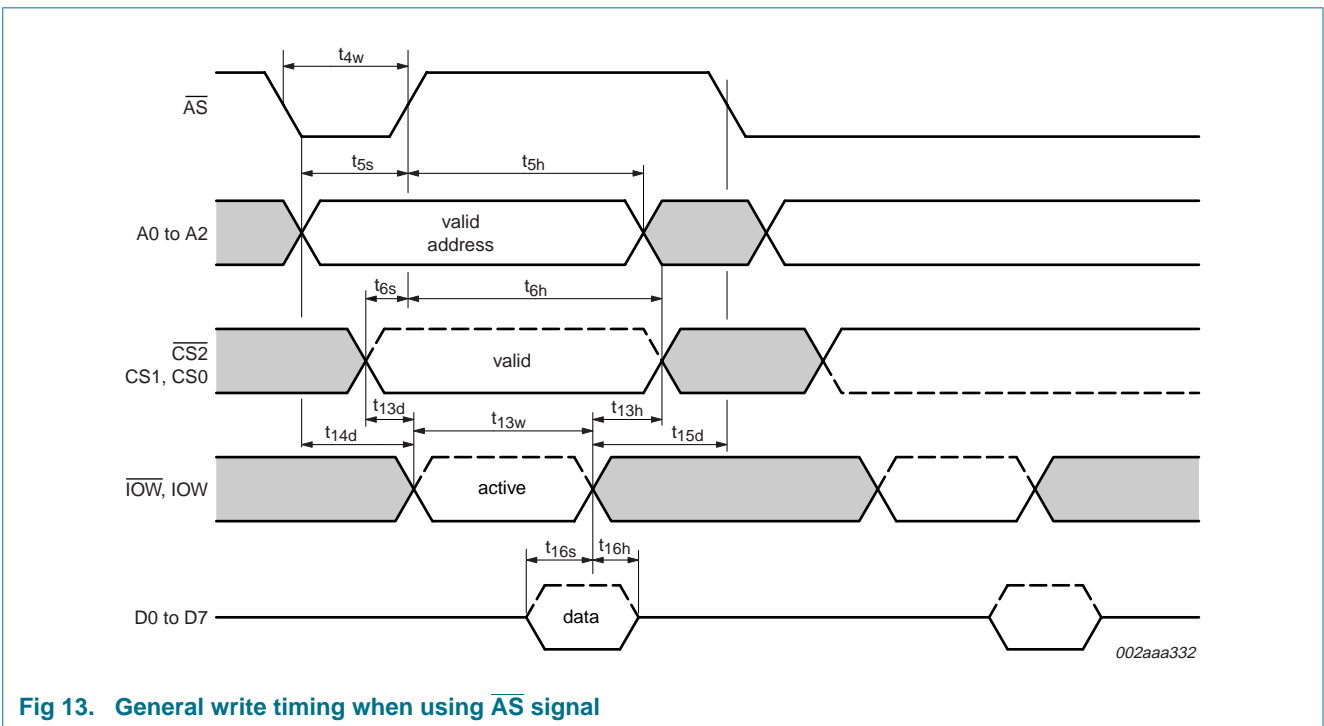 t4w
AS
t5s
t5h
A0 to A2
valid
address
t6s
t6h
CS2
CS1, CS0
valid
t13d
t13w
t13h
t14d
t15d
IOW, IOW
active
t16s
t16h
D0 to D7
data
002aaa332
Fig 13. General write timing when using AS signal